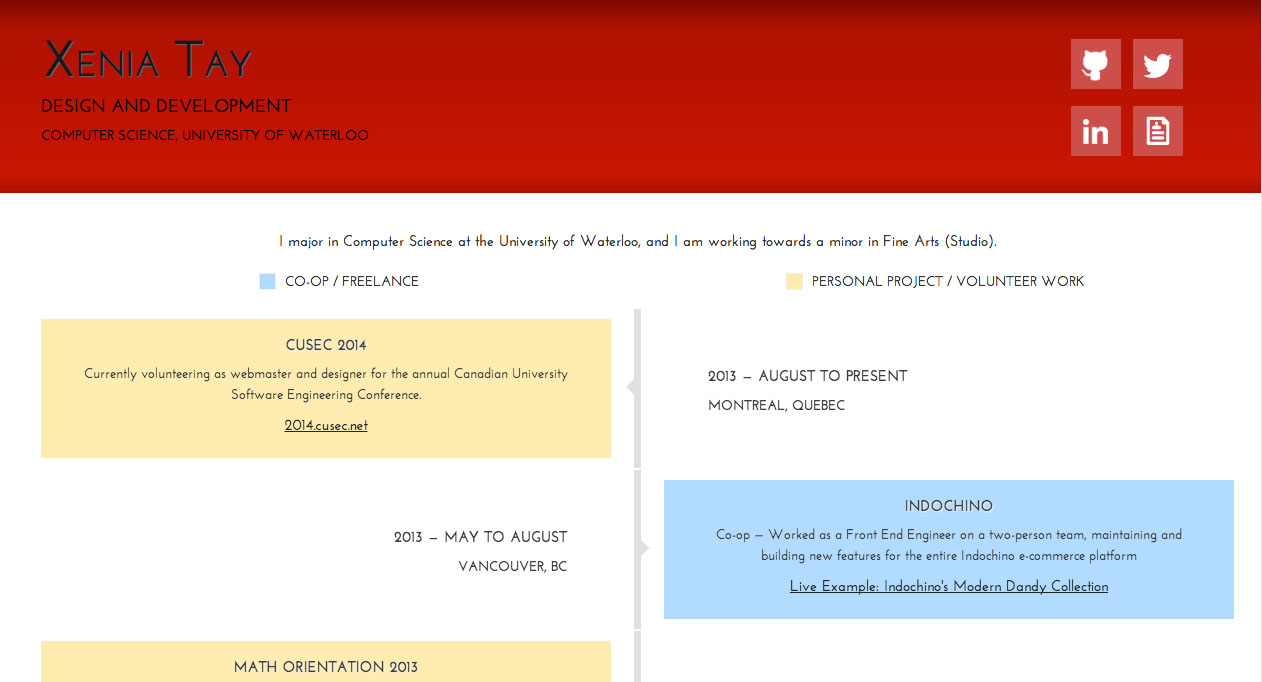 Xenia Tay
DESIGN AND DEVELOPMENT
COMPUTER SCIENCE, UNIVERSITY OF WATERLOO
in
I major in Computer Science at the University of Waterloo, and I am working towards a minor in Fine Arts (Studio).
CO-OP / FREELANCE
PERSONAL PROJECT / VOLUNTEER WORK
CUSEC 2014
Currently volunteering as webmaster and designer for the annual Canadian University
Software Engineering Conference.
2014.cusec.net
2013 – AUGUST TO PRESENT
MONTREAL, QUEBEC
2013 – MAY TO AUGUST
VANCOUVER, BC
INDOCHINO
Co-op – Worked as a Front End Engineer on a two-person team, maintaining and
building new features for the entire Indochino e-commerce platform
Live Example: Indochino's Modern Dandy Collection
MATH ORIENTATION 2013